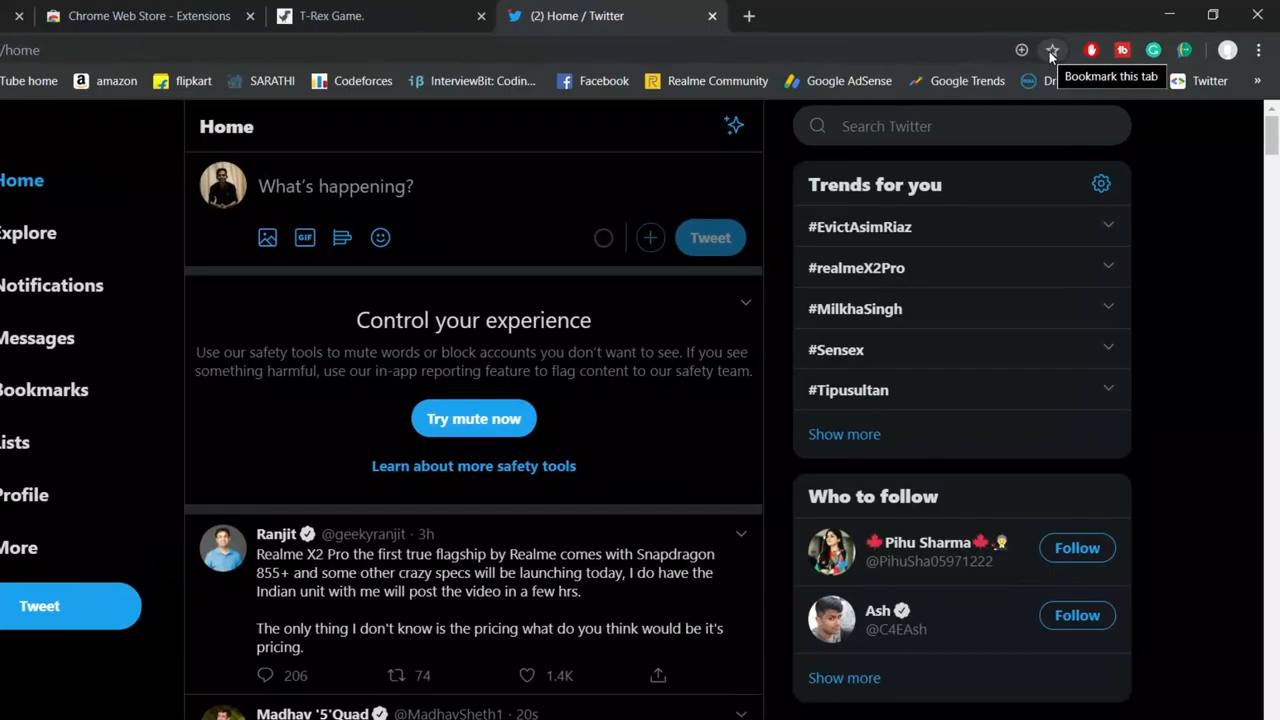 Chrome Web Store - Extensions
T-Rex Game.
(2) Home / Twitter
/home
Bookmark this tab
Tube home
amazon
flipkart
SARATHI
Codeforces
InterviewBit: Codin...
Facebook
Realme Community
Google AdSense
Google Trends
Dr
Twitter
Home
Explore
Notifications
Messages
Bookmarks
Lists
Profile
More
Tweet
Home
What's happening?
GIF
Tweet
Control your experience
Use our safety tools to mute words or block accounts you don't want to see. If you see
something harmful, use our in-app reporting feature to flag content to our safety team.
Try mute now
Learn about more safety tools
Ranjit @geekyranjit · 3h
Realme X2 Pro the first true flagship by Realme comes with Snapdragon
855+ and some other crazy specs will be launching today, I do have the
Indian unit with me will post the video in a few hrs.
The only thing I don't know is the pricing what do you think would be it's
pricing.
206 74 1.4K
Madhav '5'Quad @MadhavSheth1 · 20s
Search Twitter
Trends for you
#EvictAsimRiaz
#realmeX2Pro
#MilkhaSingh
#Sensex
#Tipusultan
Show more
Who to follow
Pihu Sharma
@PihuSha05971222
Follow
Ash
@C4EAsh
Follow
Show more